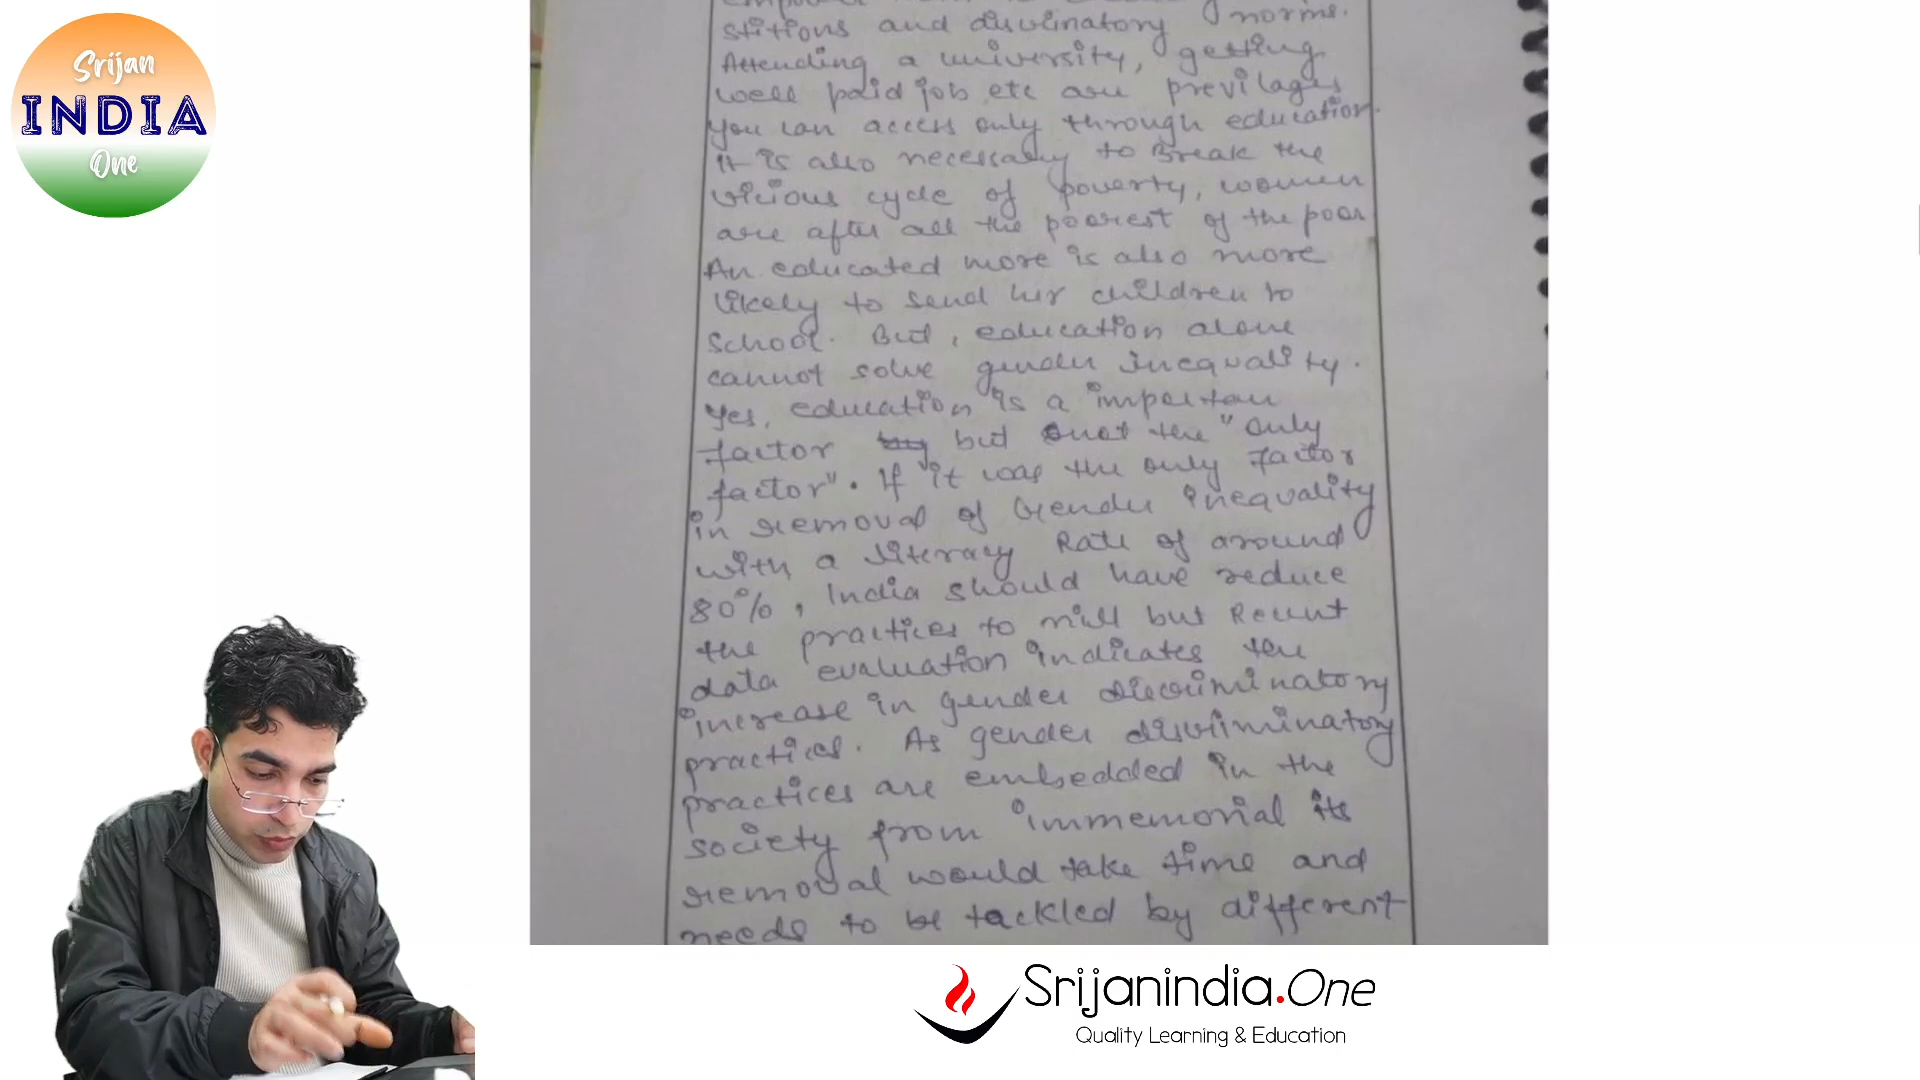 Srijan
INDIA
One
stitions and discrimatory norms.
Attending a university, getting
well paid job etc are previlages
you can access only through education.
It is also necessary to Break the
vicious cycle of poverty, women
are after all the poorest of the poor
An educated more is also more
likely to send her children to
school. But, education alone
cannot solve gender inequality.
Yes, education is a importan
factor but not the "only
factor". If it was the only factor
in removal of Gender inequality
with a literacy Rate of around
80%, India should have reduce
the practices to nill but Recent
data evaluation indicates the
increase in gender discriminatory
practices. As gender discriminatory
practices are embedded in the
society from immemorial its
removal would take time and
needs to be tackled by different
Srijanindia.One
Quality Learning & Education